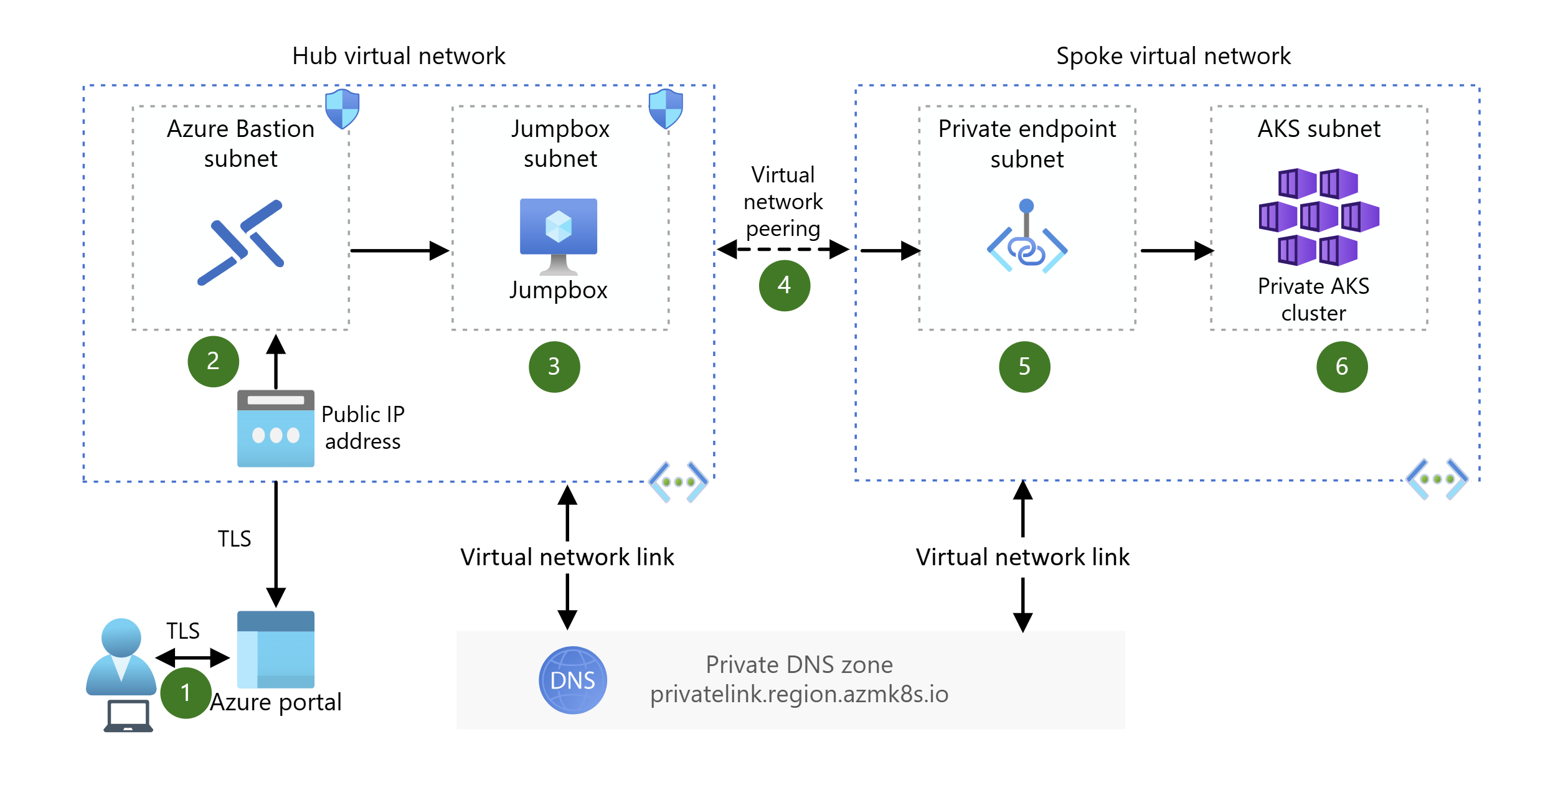 Hub virtual network
Spoke virtual network
Azure Bastion
subnet
Jumpbox
subnet
Jumpbox
Virtual
network
peering
Private endpoint
subnet
AKS subnet
Private AKS
cluster
2
3
4
5
6
Public IP
address
TLS
Virtual network link
Virtual network link
TLS
1
Azure portal
DNS
Private DNS zone
privatelink.region.azmk8s.io